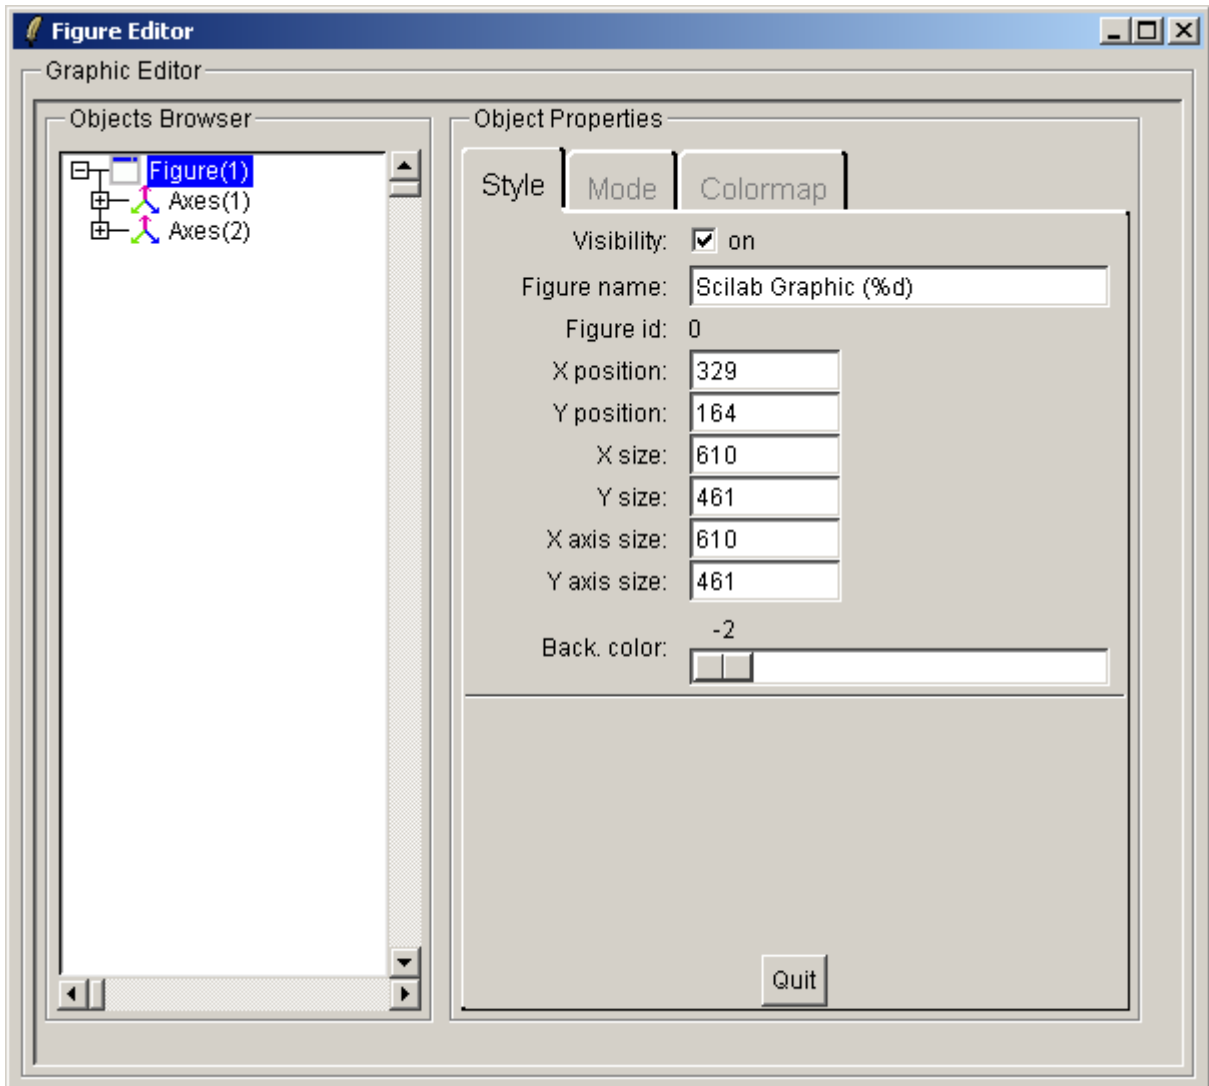 Figure Editor
Graphic Editor
Objects Browser
Figure(1)
Axes(1)
Axes(2)
Object Properties
Style Mode Colormap
Visibility: on
Figure name: Scilab Graphic (%d)
Figure id: 0
X position: 329
Y position: 164
X size: 610
Y size: 461
X axis size: 610
Y axis size: 461
-2
Back. color:
Quit